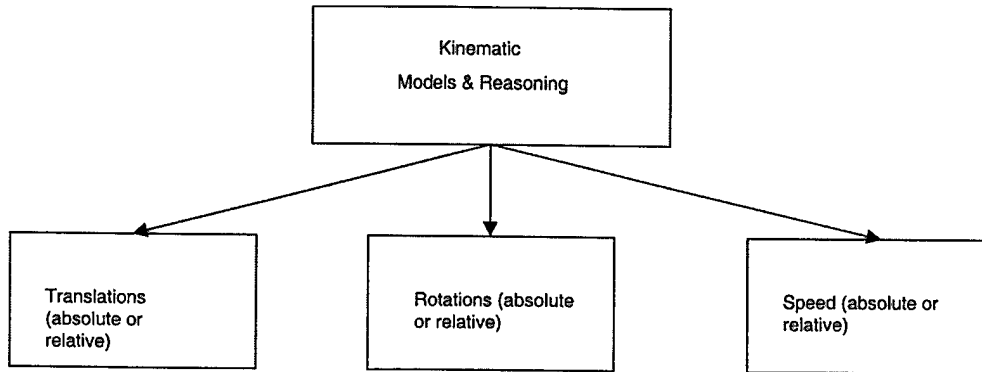 Kinematic
Models & Reasoning
Translations
(absolute or
relative)
Rotations (absolute
or relative)
Speed (absolute or
relative)